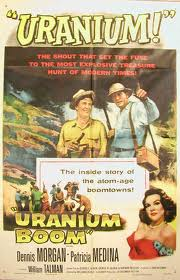 "URANIUM!"
THE SHOUT THAT SET THE FUSE
TO THE MOST EXPLOSIVE TREASURE
HUNT OF MODERN TIMES!
The inside story of
the atom-age
boomtowns!
"URANIUM
BOOM"
Dennis MORGAN · Patricia MEDINA
William TALMAN